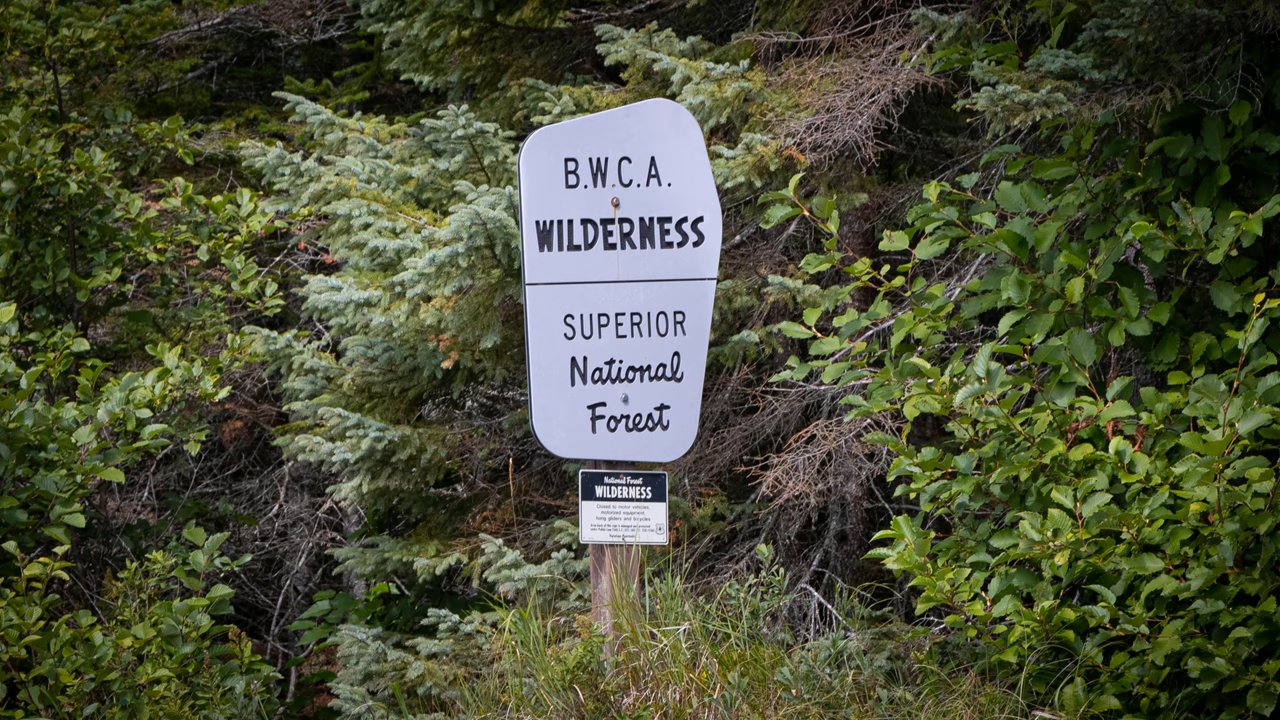 B.W.C.A.
WILDERNESS
SUPERIOR
National
Forest
National Forest
WILDERNESS
Closed to motor vehicles,
motorized equipment,
hang gliders and bicycles